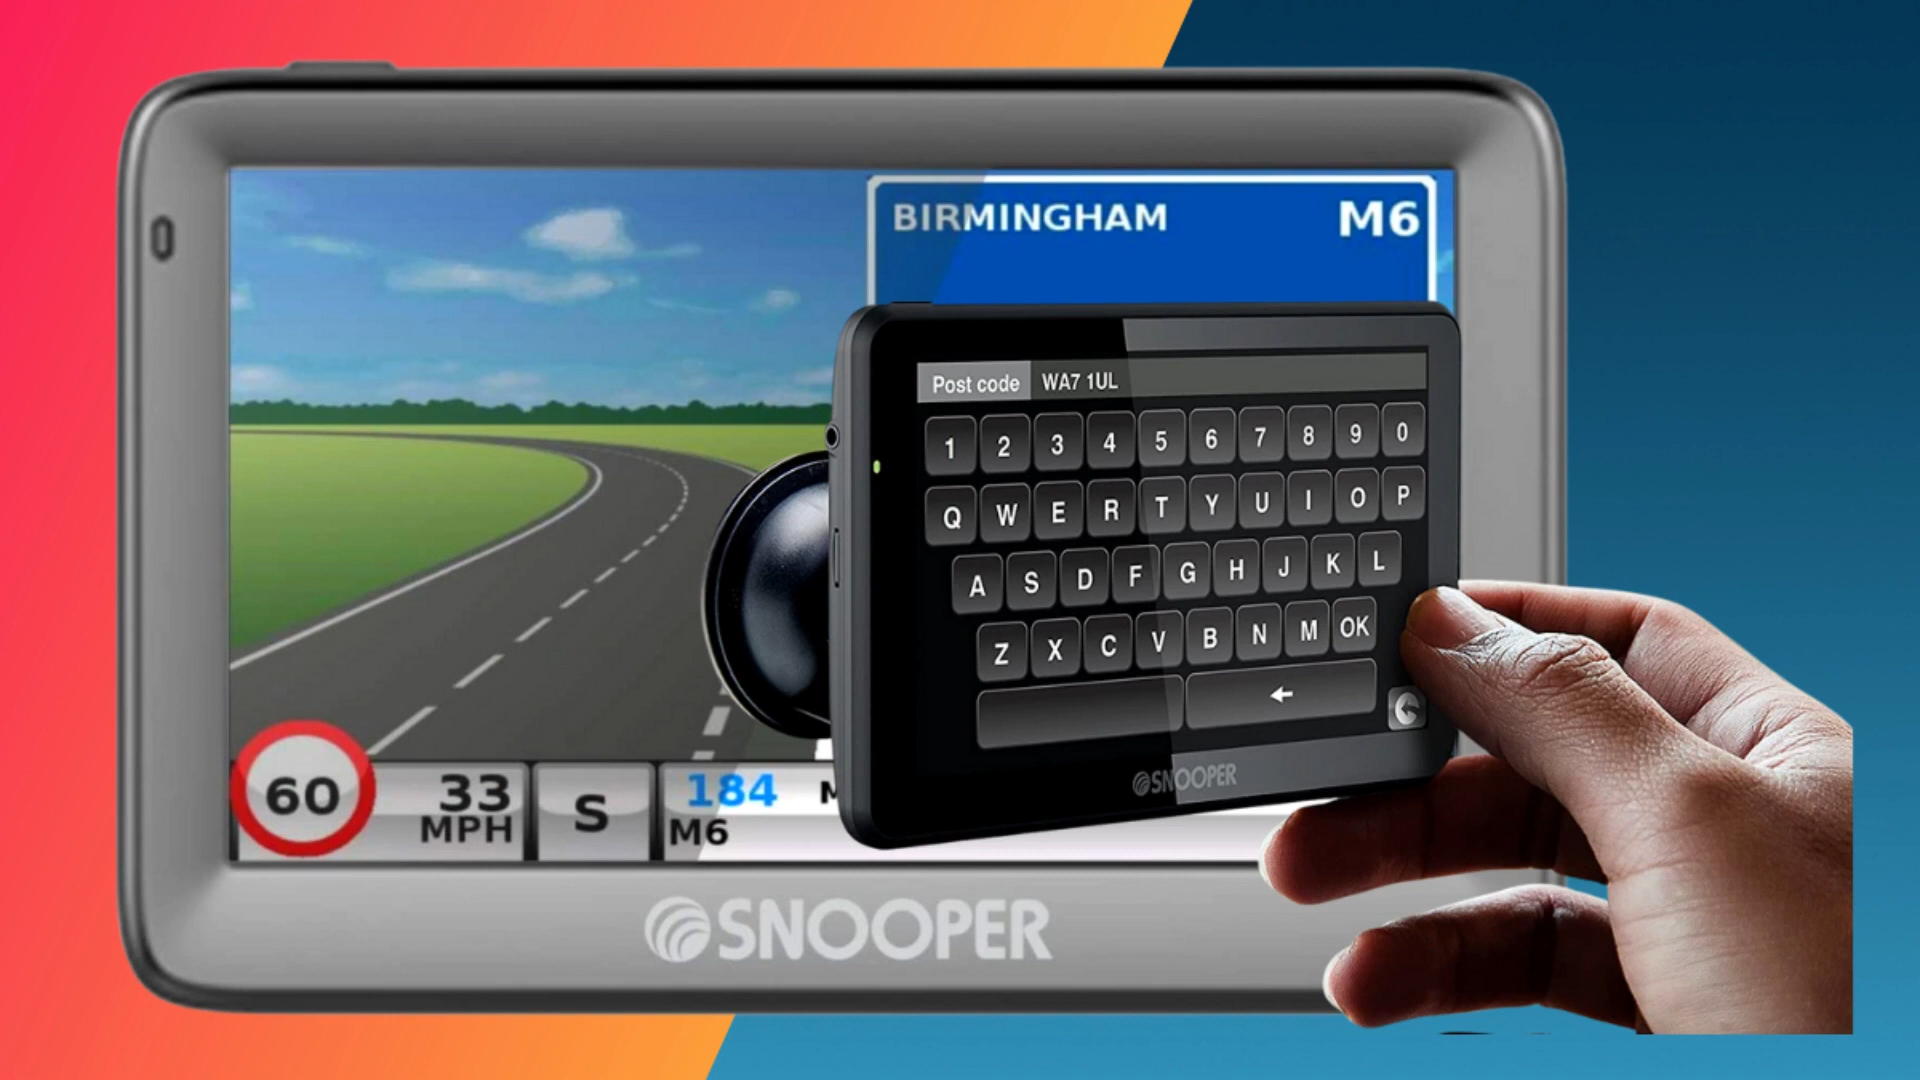 BIRMINGHAM M6
Post code WA7 1UL
1 2 3 4 5 6 7 8 9 0
Q W E R T Y U I O P
A S D F G H J K L
Z X C V B N M OK
SNOOPER
60 33 MPH S 184 M6
SNOOPER